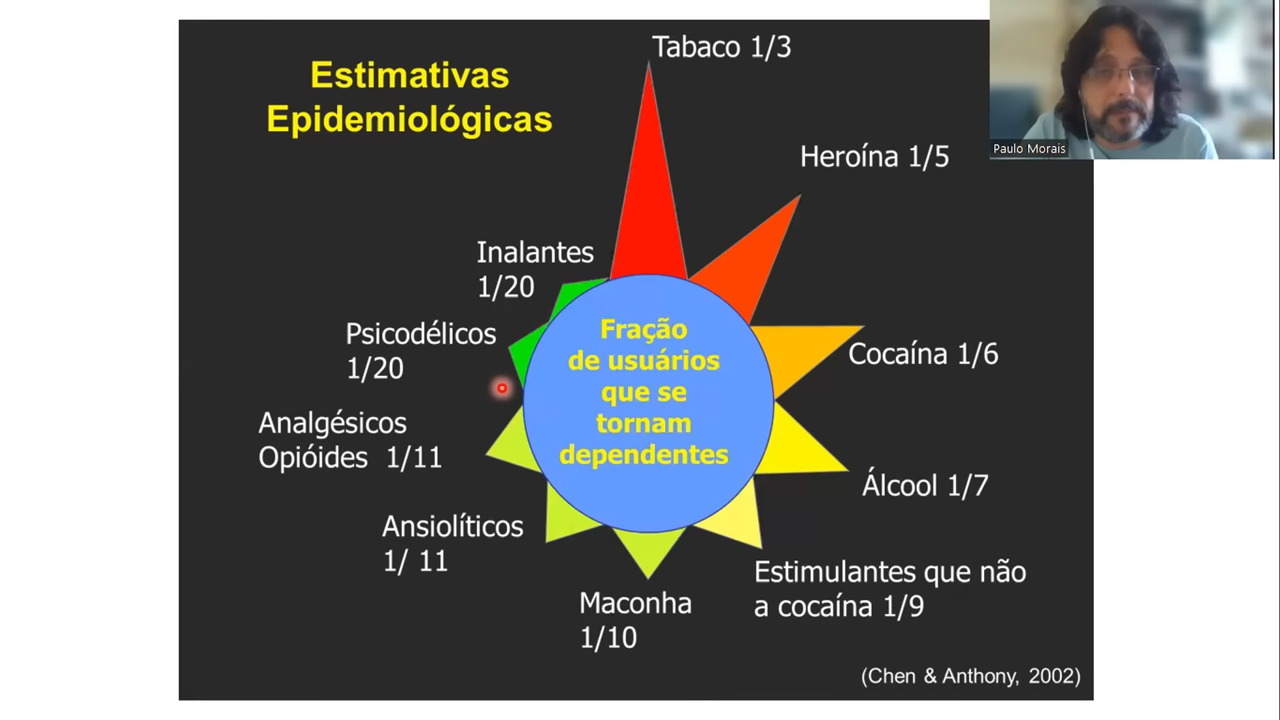 Estimativas
Epidemiológicas
Tabaco 1/3
Heroína 1/5
Cocaína 1/6
Álcool 1/7
Estimulantes que não
a cocaína 1/9
Maconha
1/10
Ansiolíticos
1/ 11
Analgésicos
Opióides 1/11
Psicodélicos
1/20
Inalantes
1/20
Fração
de usuários
que se
tornam
dependentes
(Chen & Anthony, 2002)
Paulo Morais